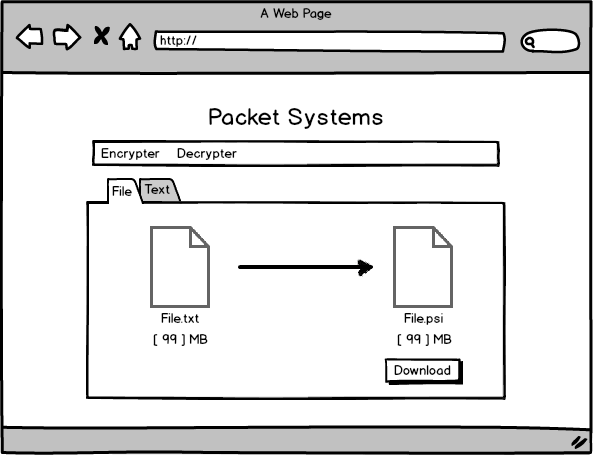 A Web Page
http://
Packet Systems
Encrypter Decrypter
File Text
File.txt File.psi
[ 99 ] MB [ 99 ] MB
Download